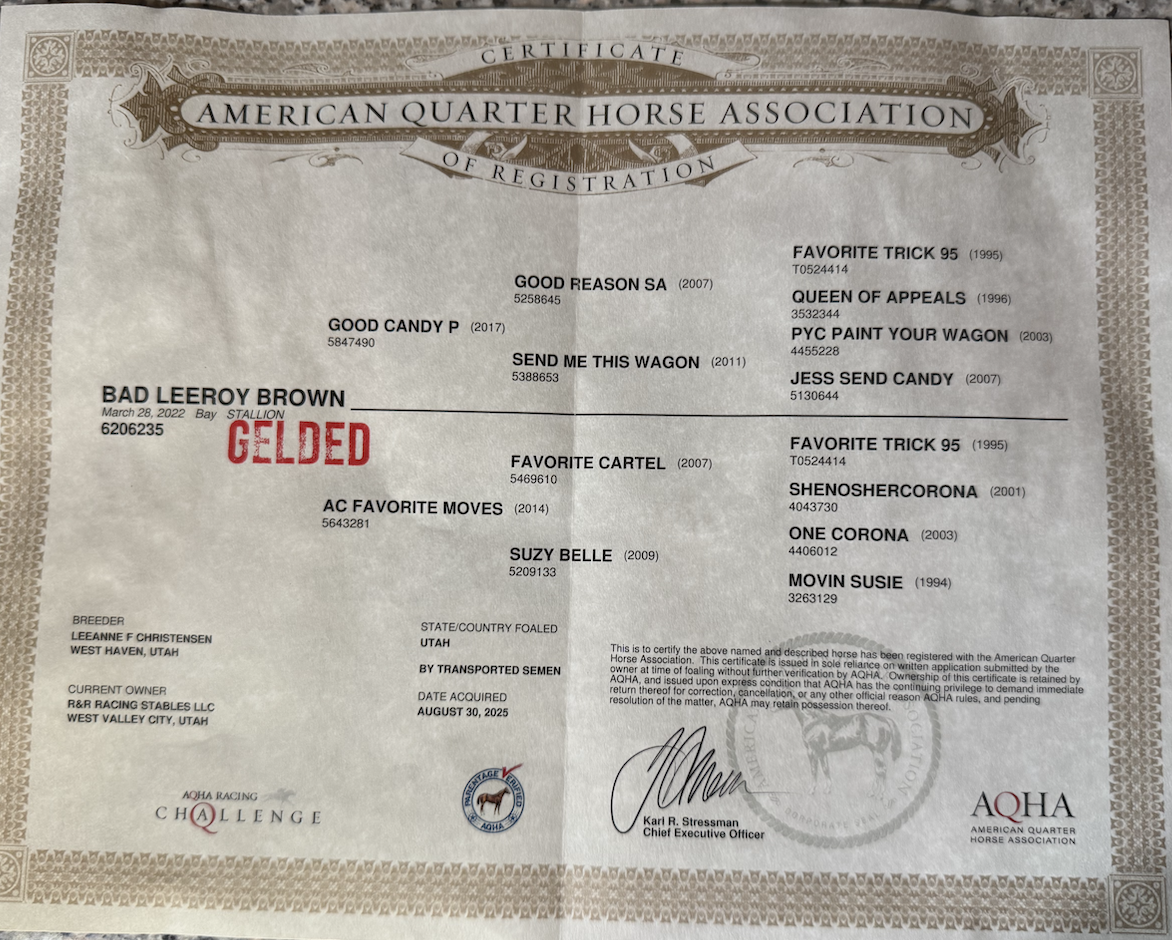 CERTIFICATE
AMERICAN QUARTER HORSE ASSOCIATION
OF REGISTRATION
FAVORITE TRICK 95 (1995)
T0524414
GOOD REASON SA (2007)
5258645
QUEEN OF APPEALS (1996)
3532344
GOOD CANDY P (2017)
5847490
PYC PAINT YOUR WAGON (2003)
4455228
SEND ME THIS WAGON (2011)
5388653
JESS SEND CANDY (2007)
5130644
BAD LEEROY BROWN
March 28, 2022 Bay STALLION
6206235
GELDED
FAVORITE TRICK 95 (1995)
T0524414
FAVORITE CARTEL (2007)
5469610
SHENOSHERCORONA (2001)
4043730
AC FAVORITE MOVES (2014)
5643281
ONE CORONA (2003)
4406012
SUZY BELLE (2009)
5209133
MOVIN SUSIE (1994)
3263129
BREEDER
LEEANNE F CHRISTENSEN
WEST HAVEN, UTAH
CURRENT OWNER
R&R RACING STABLES LLC
WEST VALLEY CITY, UTAH
STATE/COUNTRY FOALED
UTAH
BY TRANSPORTED SEMEN
DATE ACQUIRED
AUGUST 30, 2025
This is to certify the above named and described horse has been registered with the American Quarter
Horse Association. This certificate is issued in sole reliance on written application submitted by the
owner at time of foaling without further verification by AQHA. Ownership of this certificate is retained by
AQHA, and issued upon express condition that AQHA has the continuing privilege to demand immediate
return thereof for correction, cancellation, or any other official reason AQHA rules, and pending
resolution of the matter, AQHA may retain possession thereof.
Karl R. Stressman
Chief Executive Officer
AQHA RACING
CHALLENGE
PARENTAGE VERIFIED
AQHA
AMERICA
ASSOCIATION
CORPORATE SEAL
AQHA
AMERICAN QUARTER
HORSE ASSOCIATION